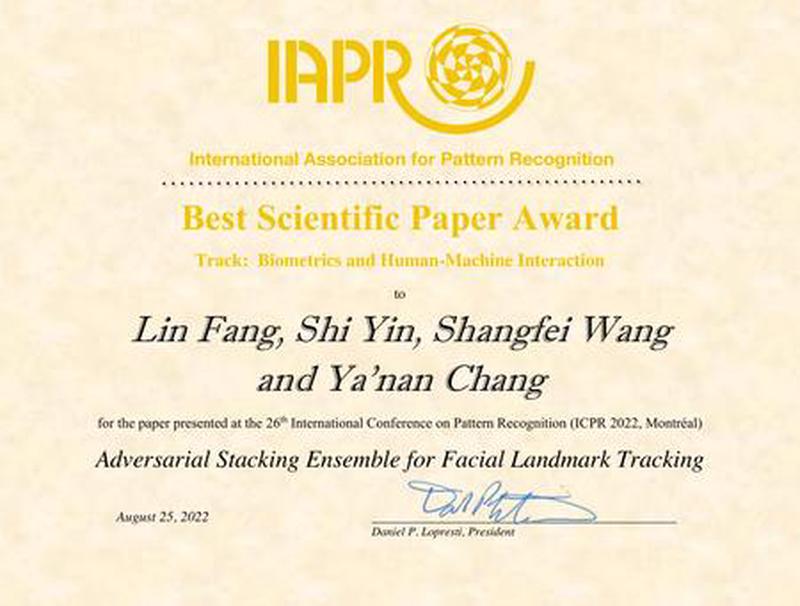 IAPR
International Association for Pattern Recognition
Best Scientific Paper Award
Track: Biometrics and Human-Machine Interaction
to
Lin Fang, Shi Yin, Shangfei Wang
and Ya'nan Chang
for the paper presented at the 26th International Conference on Pattern Recognition (ICPR 2022, Montréal)
Adversarial Stacking Ensemble for Facial Landmark Tracking
August 25, 2022
Daniel P. Lopresti, President